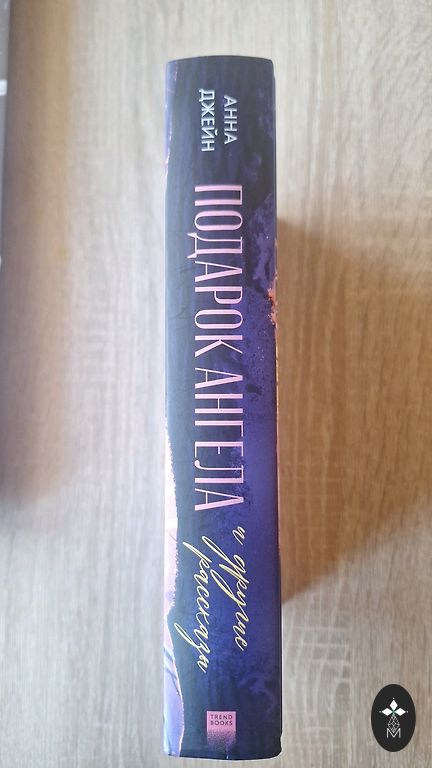 АННА
ДЖЕЙН
ПОДАРОК АНГЕЛА
и другие
рассказы
TREND
BOOKS
M